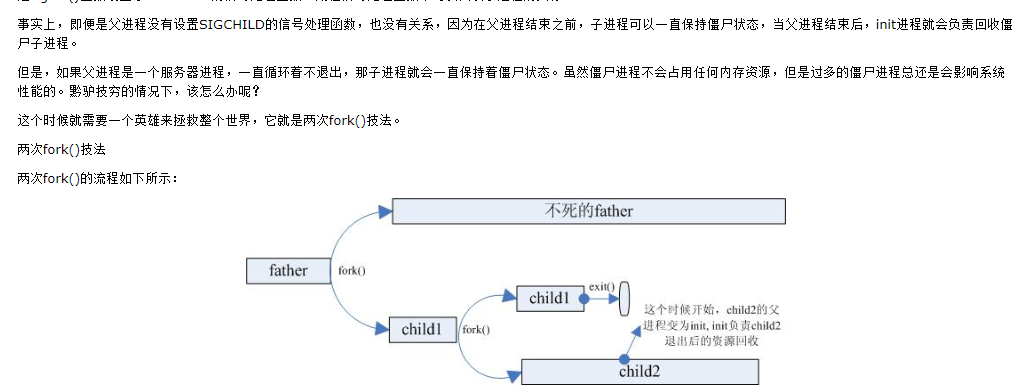 事实上，即便是父进程没有设置SIGCHILD的信号处理函数，也没有关系，因为在父进程结束之前，子进程可以一直保持僵尸状态，当父进程结束后，init进程就会负责回收僵
尸子进程。
但是，如果父进程是一个服务器进程，一直循环着不退出，那子进程就会一直保持着僵尸状态。虽然僵尸进程不会占用任何内存资源，但是过多的僵尸进程总还是会影响系统
性能的。黔驴技穷的情况下，该怎么办呢？
这个时候就需要一个英雄来拯救整个世界，它就是两次fork()技法。
两次fork()技法
两次fork()的流程如下所示：
不死的father
father
fork()
child1
exit()
这个时候开始，child2的父
进程变为init, init负责child2
退出后的资源回收
child1
fork()
child2